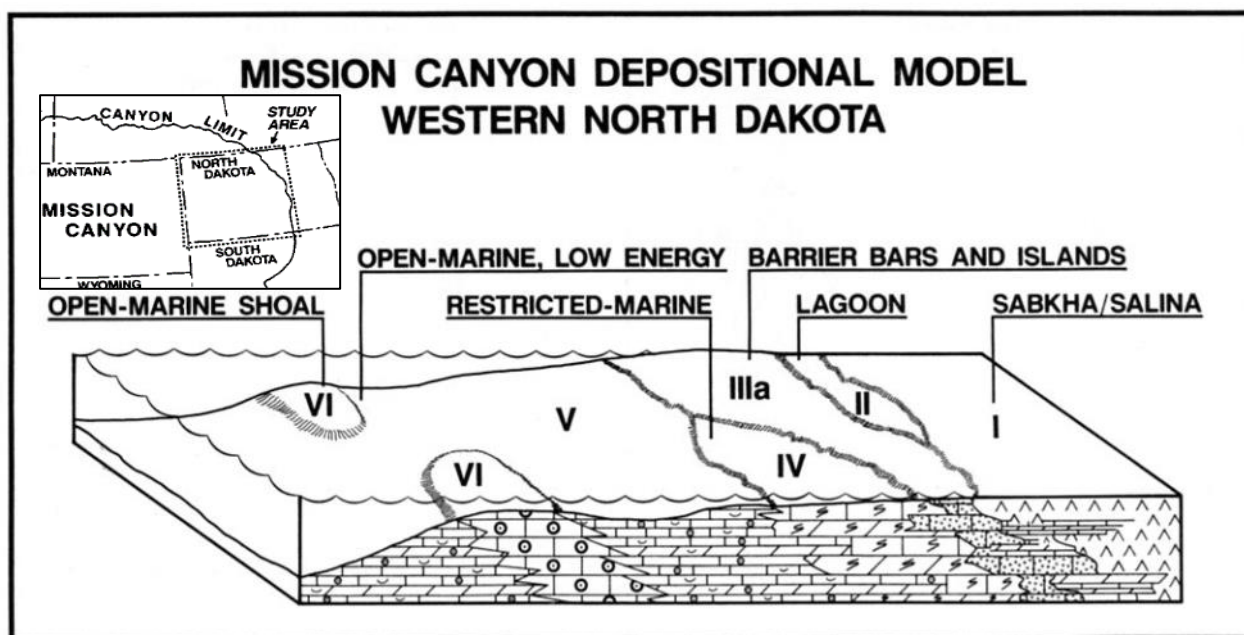 MISSION CANYON DEPOSITIONAL MODEL
WESTERN NORTH DAKOTA
CANYON LIMIT
STUDY AREA
MONTANA
NORTH DAKOTA
MISSION CANYON
SOUTH DAKOTA
WYOMING
OPEN-MARINE, LOW ENERGY
BARRIER BARS AND ISLANDS
OPEN-MARINE SHOAL
RESTRICTED-MARINE
LAGOON
SABKHA/SALINA
VI
V
IIIa
II
I
VI
IV